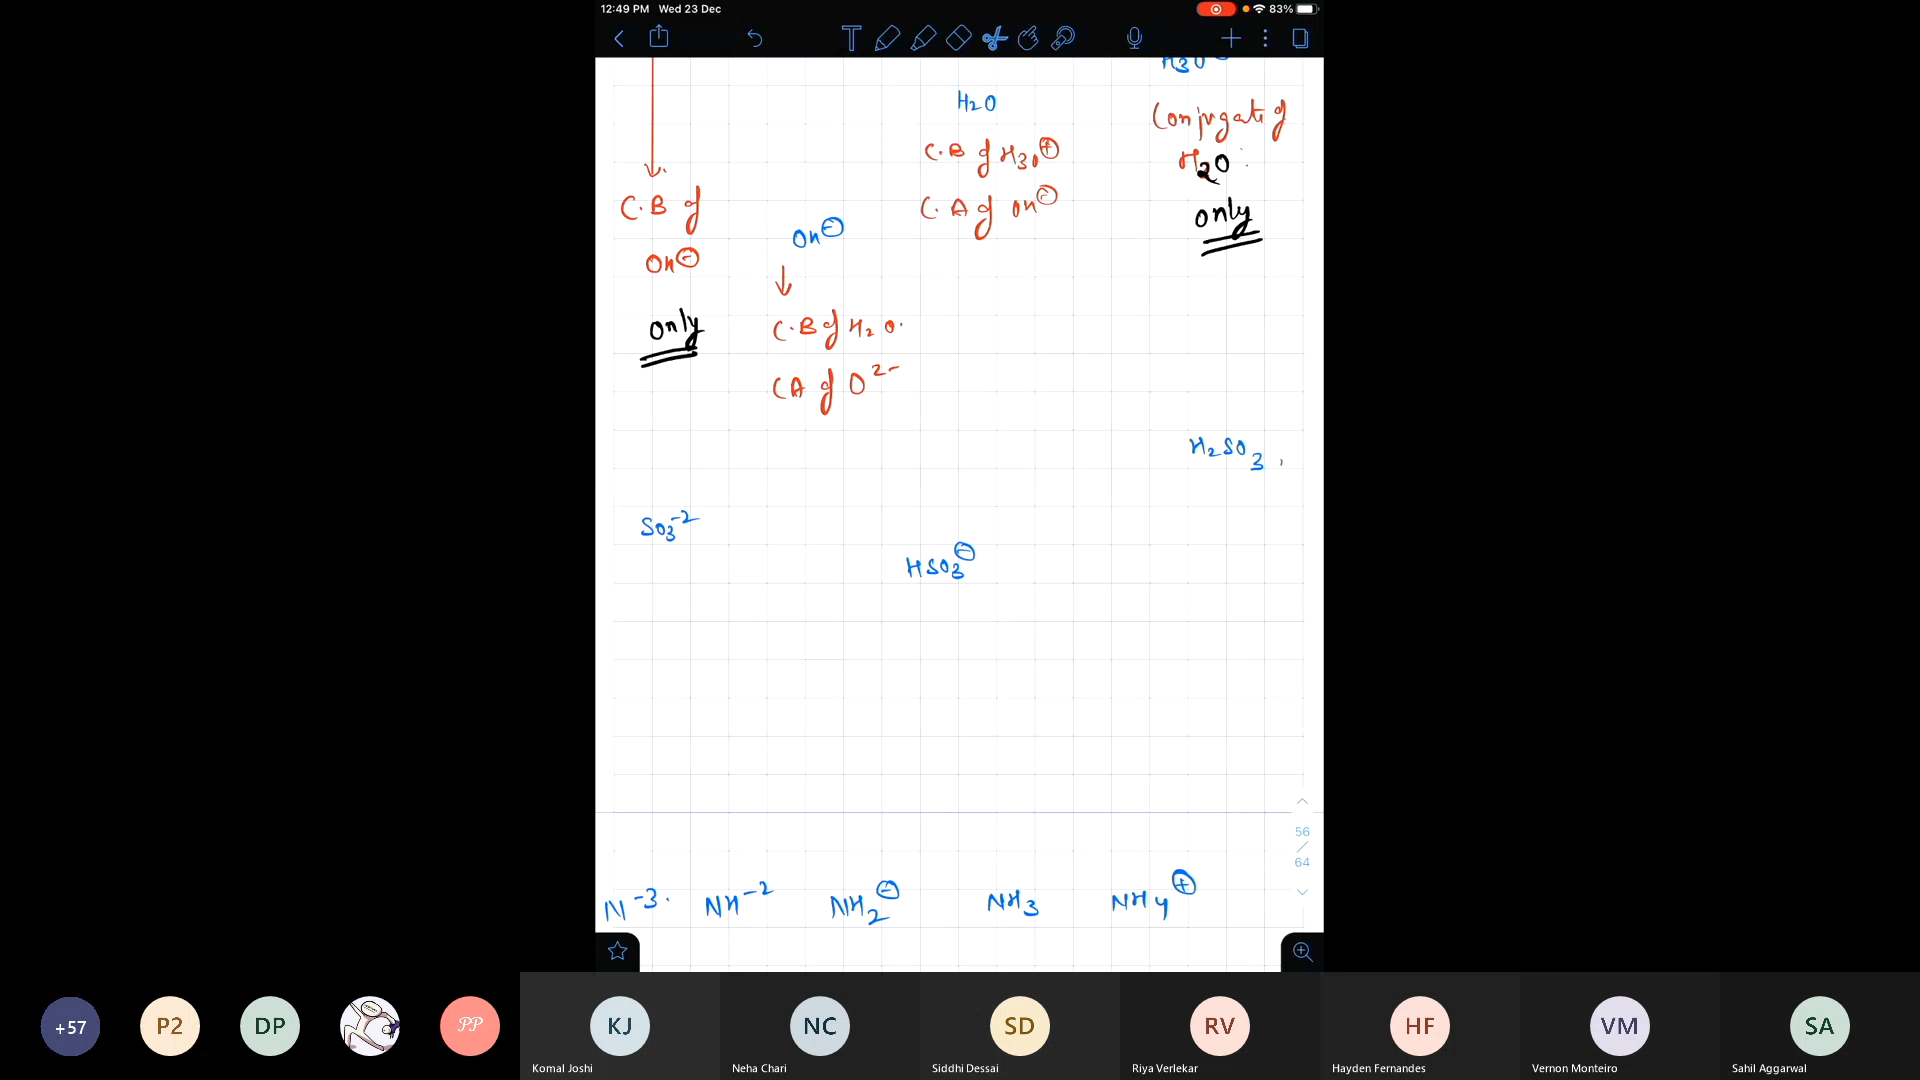 12:49 PM Wed 23 Dec
83%
T
H3O
H2O
Conjugate of
H2O
only
C.B of H3O⊕
C.A of OH⊖
C.B of
OH⊖
only
OH⊖
↓
C.B of H2O.
CA of O2-
H2SO3,
SO3-2
HSO3⊖
56
64
N-3. NH-2 NH2⊖ NH3 NH4⊕
+57
P2
DP
PP
KJ
Komal Joshi
NC
Neha Chari
SD
Siddhi Dessai
RV
Riya Verlekar
HF
Hayden Fernandes
VM
Vernon Monteiro
SA
Sahil Aggarwal